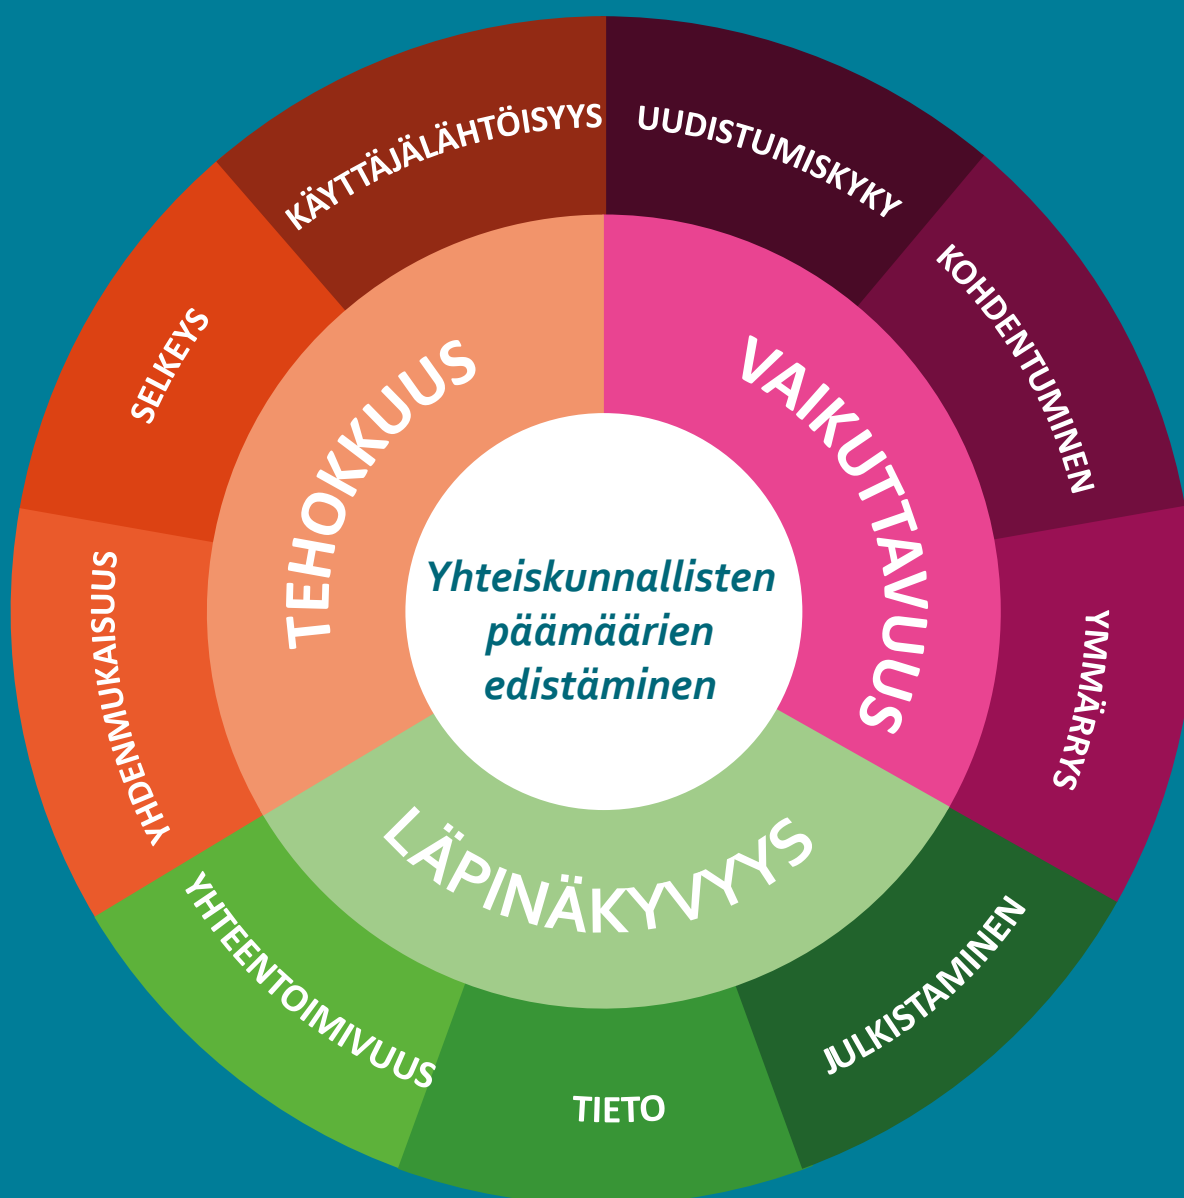 KÄYTTÄJÄLÄHTÖISYYS
UUDISTUMISKYKY
KOHDENTUMINEN
YMMÄRRYS
JULKISTAMINEN
TIETO
YHTEENTOIMIVUUS
YHDENMUKAISUUS
SELKEYS
TEHOKKUUS
VAIKUTTAVUUS
LÄPINÄKYVYYS
Yhteiskunnallisten
päämäärien
edistäminen